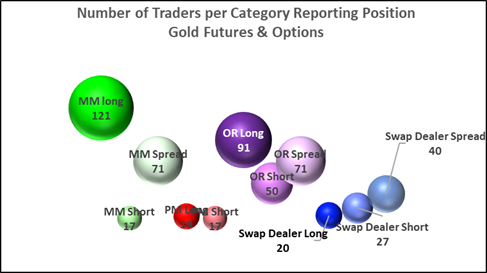 Number of Traders per Category Reporting Position
Gold Futures & Options
MM long
121
OR Long
91
Swap Dealer Spread
40
MM Spread
71
OR Spread
71
OR Short
50
MM Short
17
PM Long
Short
17
Swap Dealer Long
20
Swap Dealer Short
27